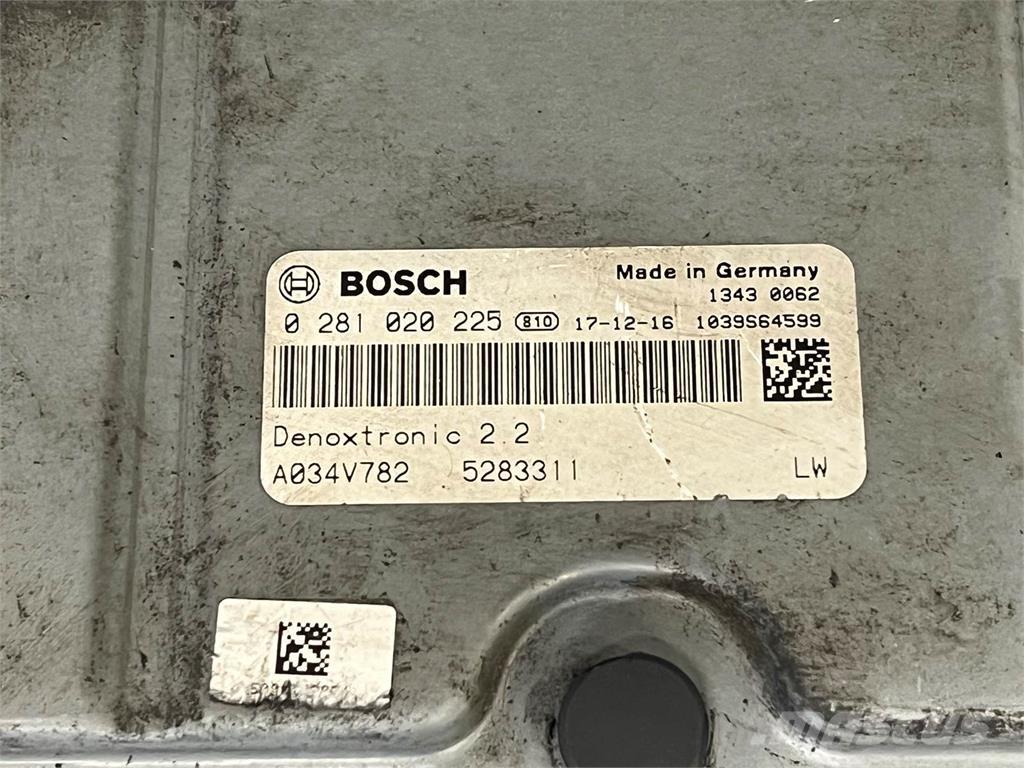 BOSCH
Made in Germany
1343 0062
0 281 020 225 810 17-12-16 1039S64599
Denoxtronic 2.2
A034V782 5283311 LW
MASCUS